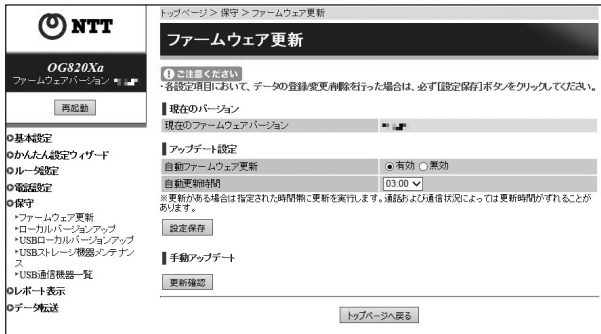 NTT
OG820Xa
ファームウェアバージョン
再起動
基本設定
かんたん設定ウィザード
ルータ設定
電話設定
保守
ファームウェア更新
ローカルバージョンアップ
USBローカルバージョンアップ
USBストレージ機器メンテナン
ス
USB通信機器一覧
レポート表示
データ転送
トップページ > 保守 > ファームウェア更新
ファームウェア更新
! ご注意ください
・各設定項目において、データの登録/変更/削除を行った場合は、必ず[設定保存]ボタンをクリックしてください。
現在のバージョン
現在のファームウェアバージョン
アップデート設定
自動ファームウェア更新 有効 無効
自動更新時間 03:00
※更新がある場合は指定された時間帯に更新を実行します。通話および通信状況によっては更新時間がずれることが
あります。
設定保存
手動アップデート
更新確認
トップページへ戻る